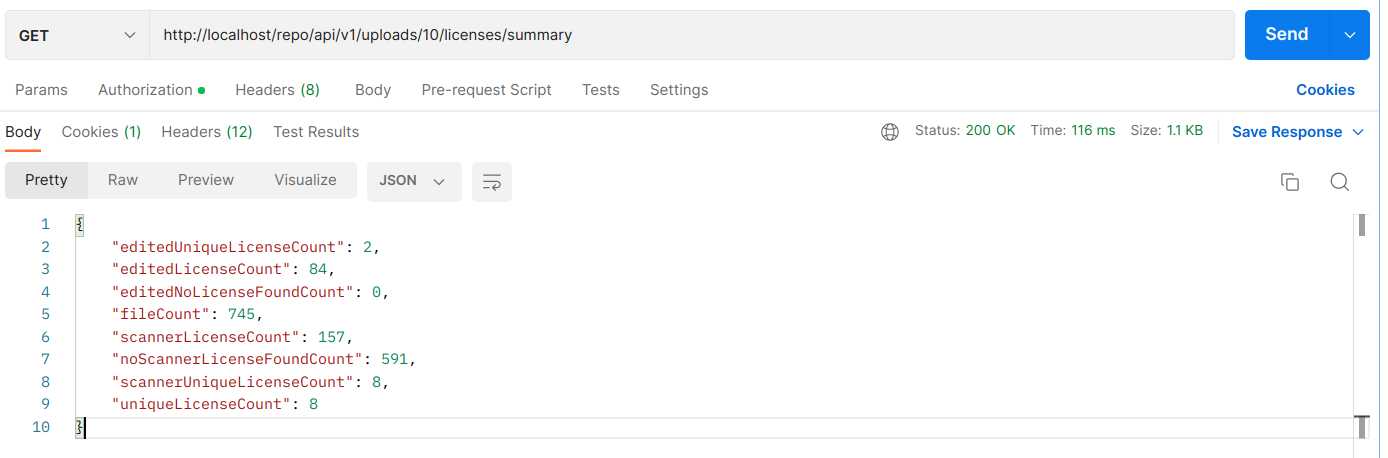 GET http://localhost/repo/api/v1/uploads/10/licenses/summary Send
Params Authorization Headers (8) Body Pre-request Script Tests Settings Cookies
Body Cookies (1) Headers (12) Test Results Status: 200 OK Time: 116 ms Size: 1.1 KB Save Response
Pretty Raw Preview Visualize JSON
1 {
2 "editedUniqueLicenseCount": 2,
3 "editedLicenseCount": 84,
4 "editedNoLicenseFoundCount": 0,
5 "fileCount": 745,
6 "scannerLicenseCount": 157,
7 "noScannerLicenseFoundCount": 591,
8 "scannerUniqueLicenseCount": 8,
9 "uniqueLicenseCount": 8
10 }